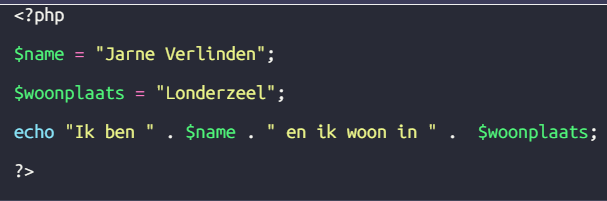 <?php
$name = "Jarne Verlinden";
$woonplaats = "Londerzeel";
echo "Ik ben " . $name . " en ik woon in " .  $woonplaats;
?>